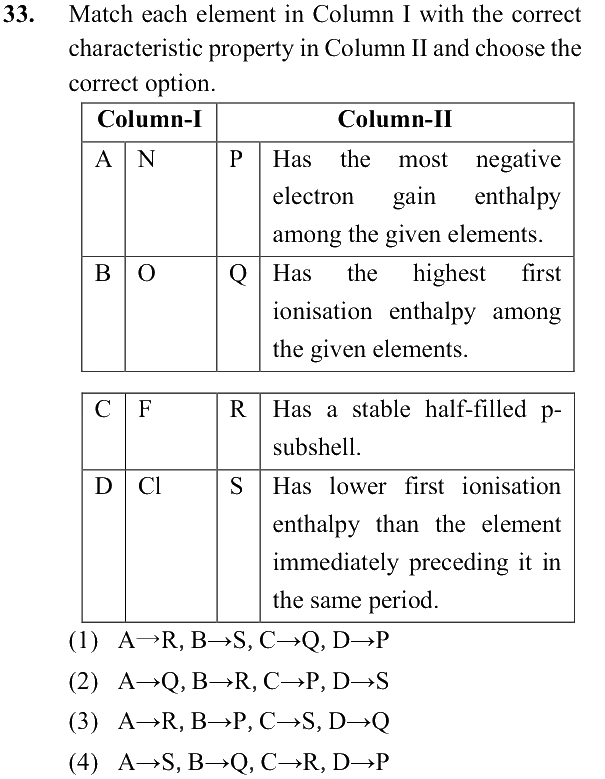 33. Match each element in Column I with the correct
characteristic property in Column II and choose the
correct option.
Column-I Column-II
A N P Has the most negative
electron gain enthalpy
among the given elements.
B O Q Has the highest first
ionisation enthalpy among
the given elements.
C F R Has a stable half-filled p-
subshell.
D Cl S Has lower first ionisation
enthalpy than the element
immediately preceding it in
the same period.
(1) A→R, B→S, C→Q, D→P
(2) A→Q, B→R, C→P, D→S
(3) A→R, B→P, C→S, D→Q
(4) A→S, B→Q, C→R, D→P